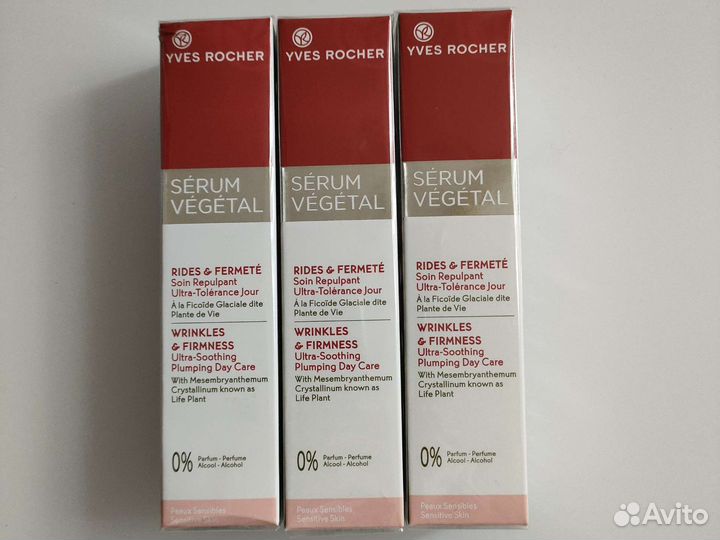 YVES ROCHER
SÉRUM
VÉGÉTAL
RIDES & FERMETÉ
Soin Repulpant
Ultra-Tolérance Jour
À la Ficoïde Glaciale dite
Plante de Vie
WRINKLES
& FIRMNESS
Ultra-Soothing
Plumping Day Care
With Mesembryanthemum
Crystallinum known as
Life Plant
0%
Parfum - Perfume
Alcool - Alcohol
Peaux Sensibles
Sensitive Skin
YVES ROCHER
SÉRUM
VÉGÉTAL
RIDES & FERMETÉ
Soin Repulpant
Ultra-Tolérance Jour
À la Ficoïde Glaciale dite
Plante de Vie
WRINKLES
& FIRMNESS
Ultra-Soothing
Plumping Day Care
With Mesembryanthemum
Crystallinum known as
Life Plant
0%
Parfum - Perfume
Alcool - Alcohol
Peaux Sensibles
Sensitive Skin
YVES ROCHER
SÉRUM
VÉGÉTAL
RIDES & FERMETÉ
Soin Repulpant
Ultra-Tolérance Jour
À la Ficoïde Glaciale dite
Plante de Vie
WRINKLES
& FIRMNESS
Ultra-Soothing
Plumping Day Care
With Mesembryanthemum
Crystallinum known as
Life Plant
0%
Parfum - Perfume
Alcool - Alcohol
Peaux Sensibles
Sensitive Skin
Avito